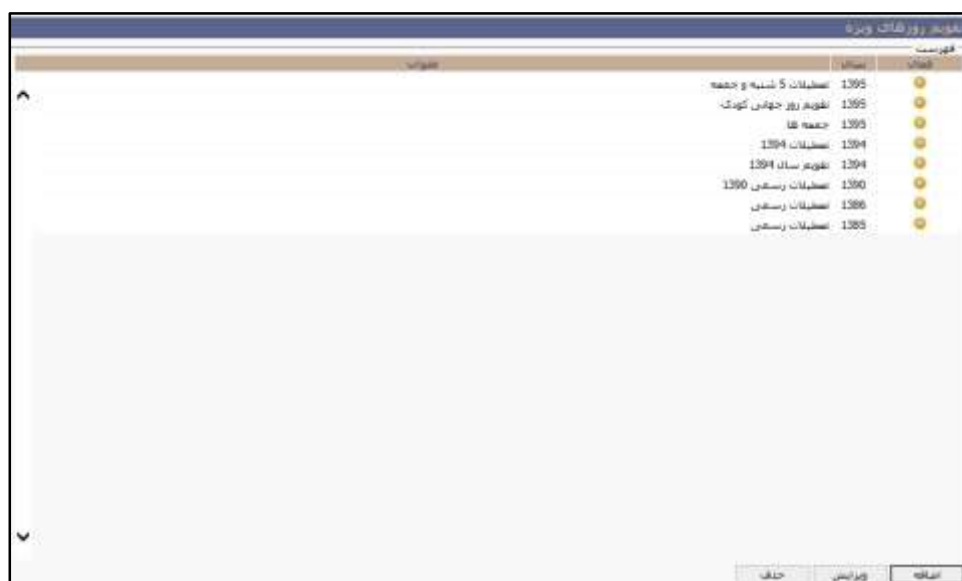 تقویم روزهای ویژه
فهرست
فعال سال عنوان
1395 تعطیلات 5 شنبه و جمعه
1395 تقویم روز جهانی کودک
1395 جمعه ها
1394 تعطیلات 1394
1394 تقویم سال 1394
1390 تعطیلات رسمی 1390
1386 تعطیلات رسمی
1385 تعطیلات رسمی
اضافه ویرایش حذف